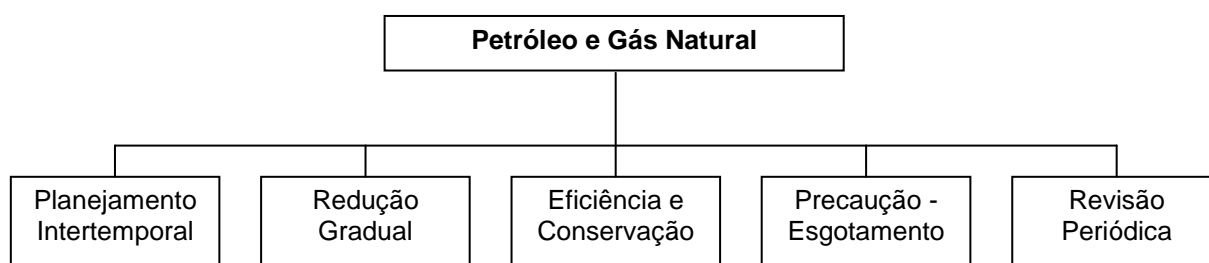 Petróleo e Gás Natural
Planejamento
Intertemporal
Redução
Gradual
Eficiência e
Conservação
Precaução -
Esgotamento
Revisão
Periódica